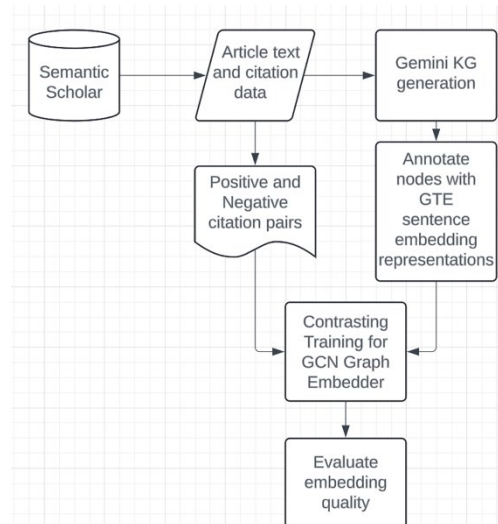 Semantic
Scholar
Article text
and citation
data
Gemini KG
generation
Positive and
Negative
citation pairs
Annotate
nodes with
GTE
sentence
embedding
representations
Contrasting
Training for
GCN Graph
Embedder
Evaluate
embedding
quality